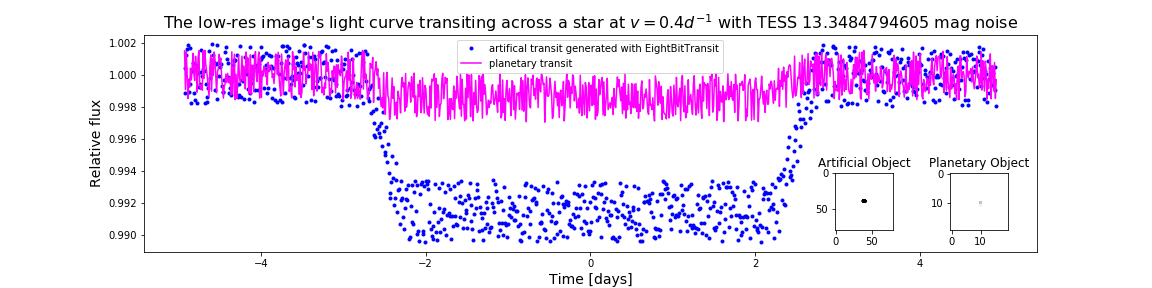 The low-res image's light curve transiting across a star at v = 0.4d⁻¹ with TESS 13.3484794605 mag noise
artifical transit generated with EightBitTransit
planetary transit
Relative flux
1.002
1.000
0.998
0.996
0.994
0.992
0.990
Artificial Object
0
50
0 50
Planetary Object
0
10
0 10
−4 −2 0 2 4
Time [days]